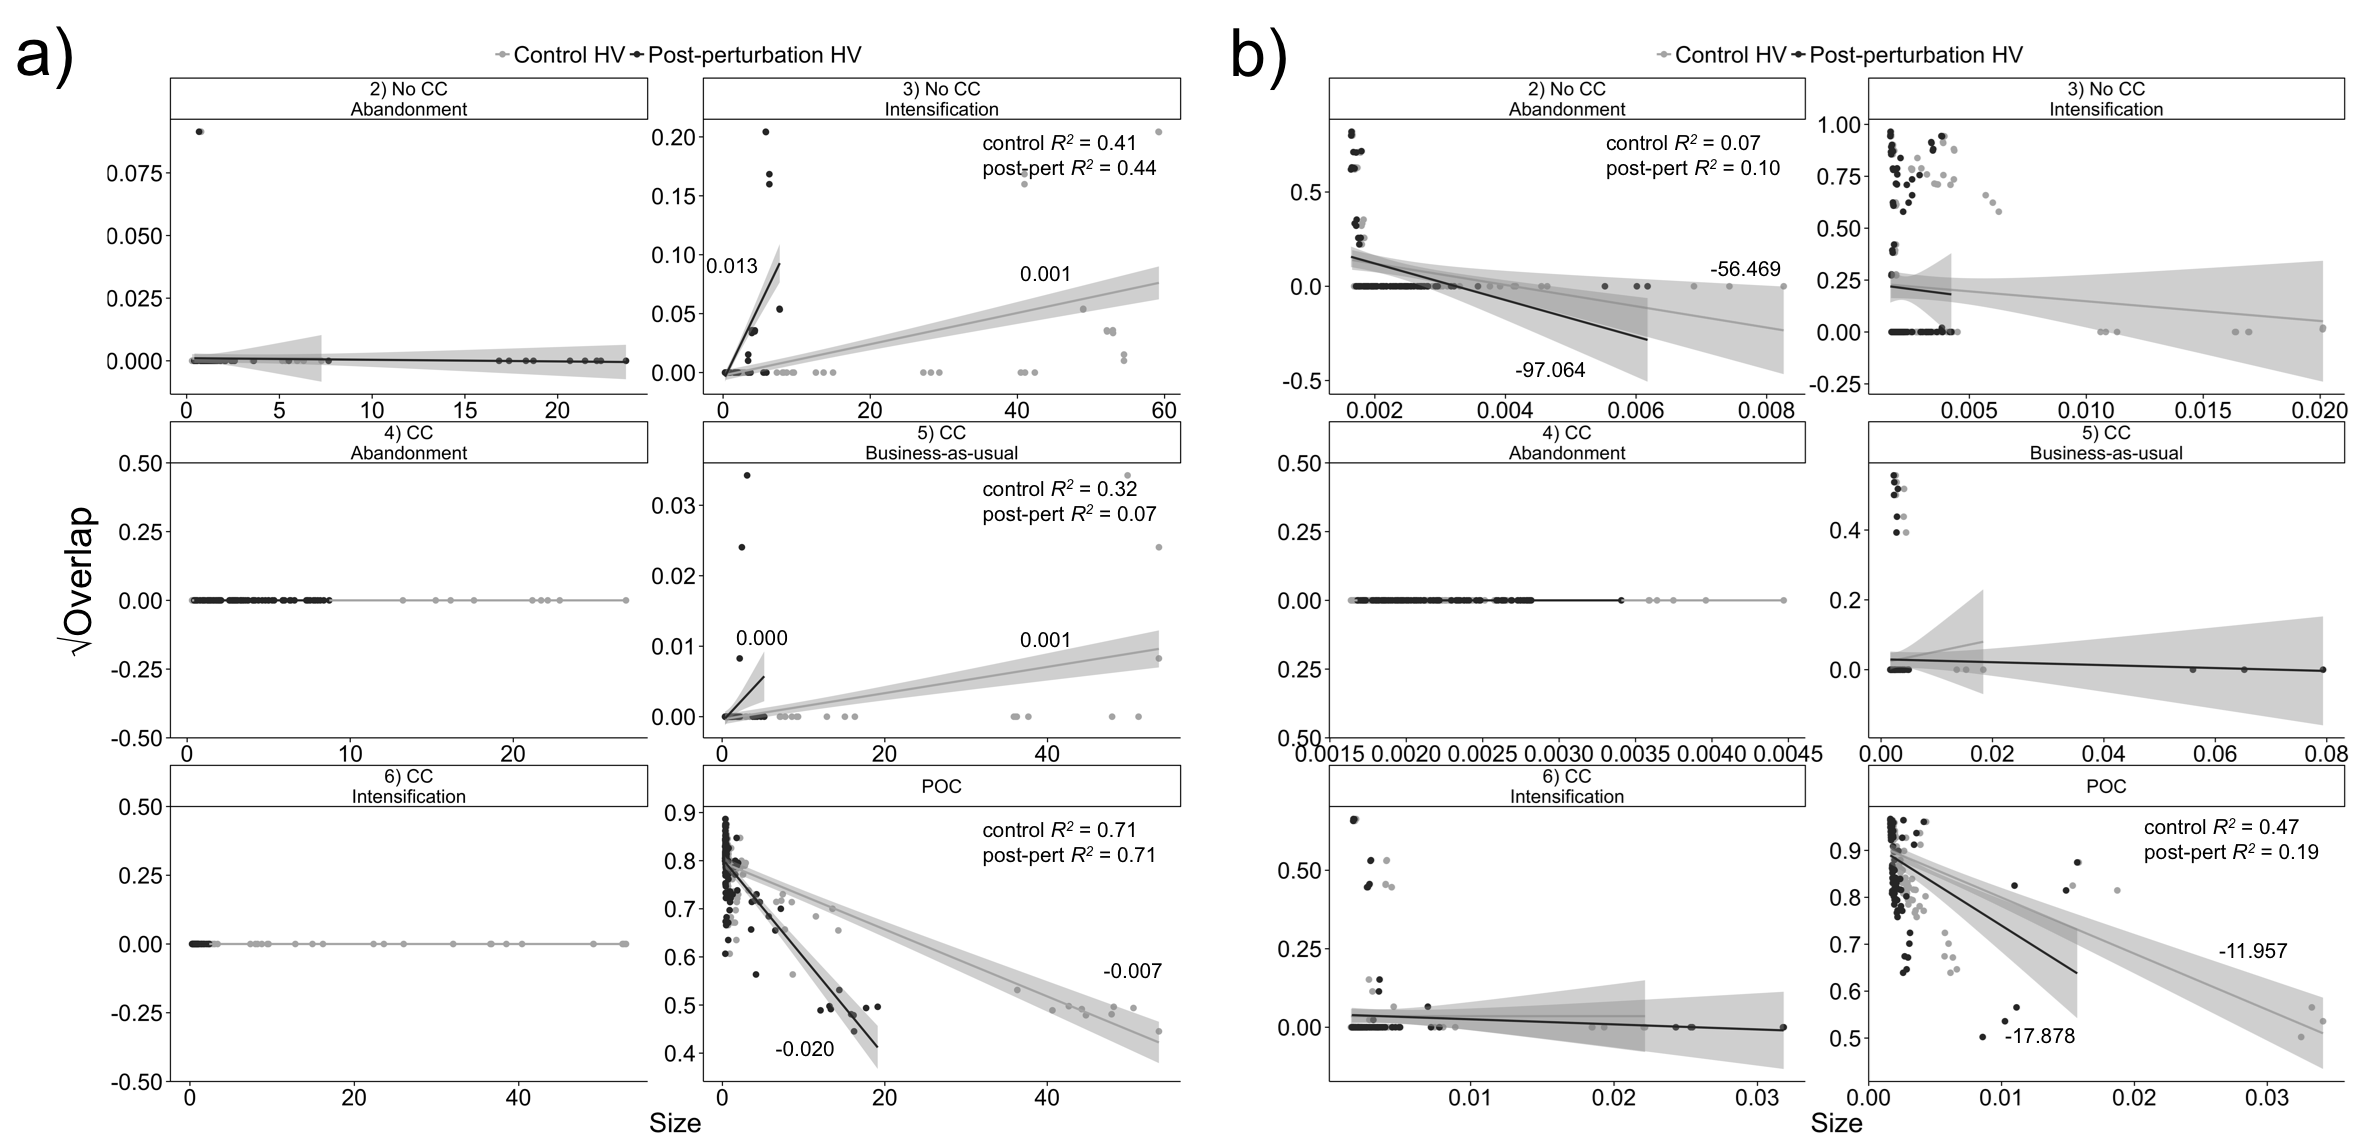 a)
Control HV Post-perturbation HV
2) No CC
Abandonment
0.075
0.050
0.025
0.000
0 5 10 15 20
3) No CC
Intensification
control R² = 0.41
post-pert R² = 0.44
0.013
0.001
0.20
0.15
0.10
0.05
0.00
0 20 40 60
4) CC
Abandonment
0.50
0.25
0.00
-0.25
-0.50
0 10 20
5) CC
Business-as-usual
control R² = 0.32
post-pert R² = 0.07
0.000
0.001
0.03
0.02
0.01
0.00
0 20 40
6) CC
Intensification
0.50
0.25
0.00
-0.25
-0.50
0 20 40
POC
control R² = 0.71
post-pert R² = 0.71
-0.007
-0.020
0.9
0.8
0.7
0.6
0.5
0.4
0 20 40
√Overlap
Size
b)
Control HV Post-perturbation HV
2) No CC
Abandonment
control R² = 0.07
post-pert R² = 0.10
-56.469
-97.064
0.5
0.0
-0.5
0.002 0.004 0.006 0.008
3) No CC
Intensification
1.00
0.75
0.50
0.25
0.00
-0.25
0.005 0.010 0.015 0.020
4) CC
Abandonment
0.50
0.25
0.00
0.25
0.50
0.0015 0.0020 0.0025 0.0030 0.0035 0.0040 0.0045
5) CC
Business-as-usual
0.4
0.2
0.0
0.00 0.02 0.04 0.06 0.08
6) CC
Intensification
0.50
0.25
0.00
0.01 0.02 0.03
POC
control R² = 0.47
post-pert R² = 0.19
-11.957
-17.878
0.9
0.8
0.7
0.6
0.5
0.00 0.01 0.02 0.03
Size